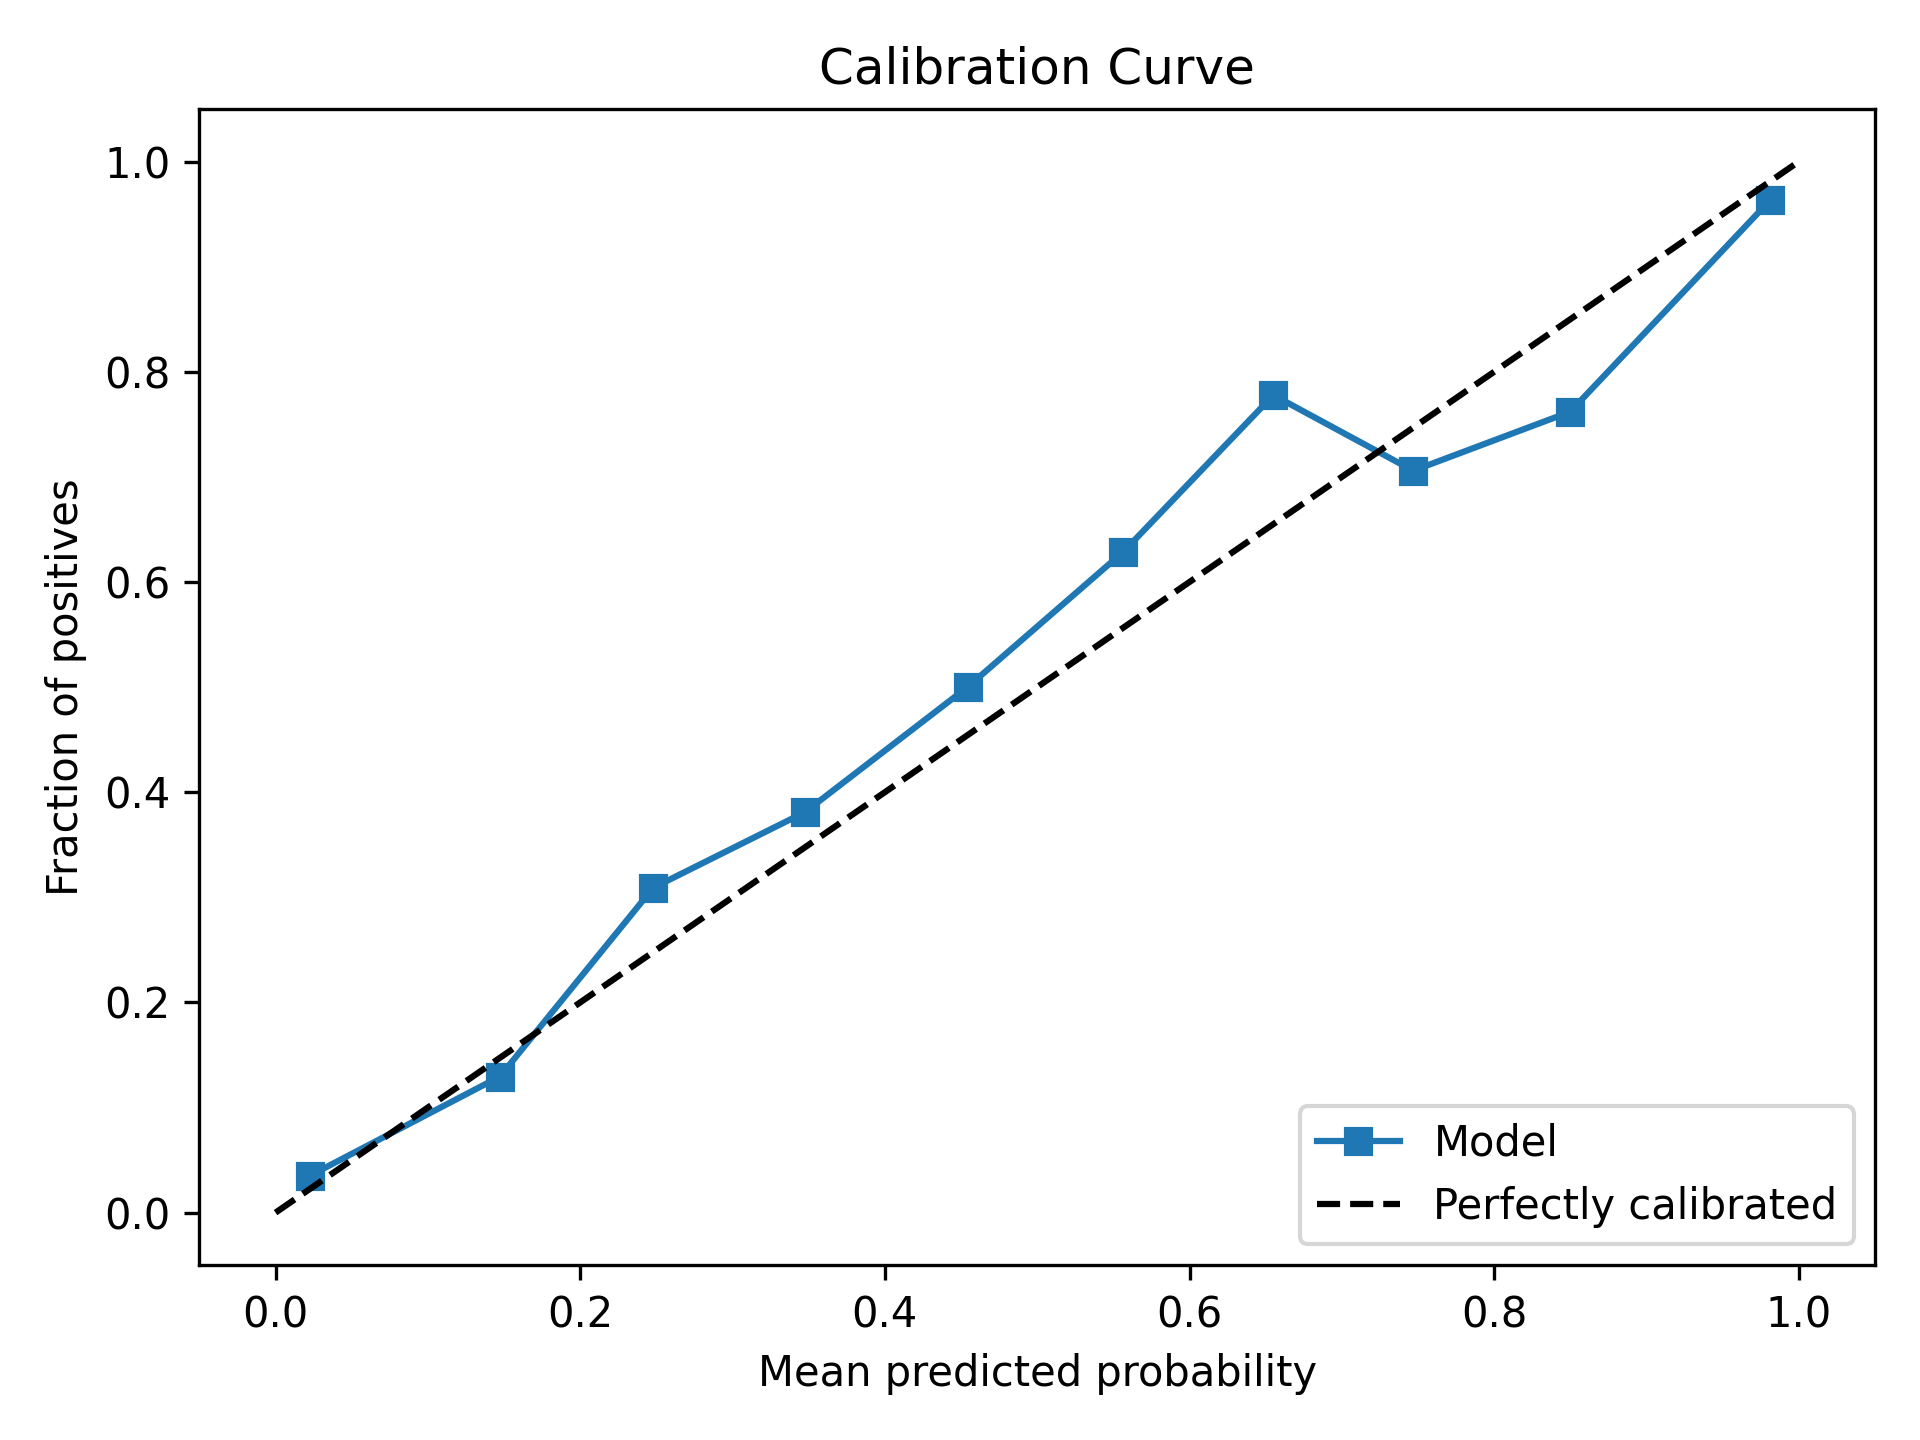 Calibration Curve
1.0
0.8
0.6
0.4
0.2
0.0
Fraction of positives
0.0 0.2 0.4 0.6 0.8 1.0
Mean predicted probability
Model
Perfectly calibrated